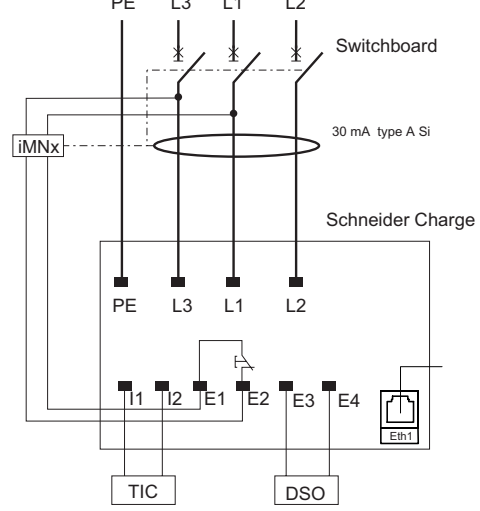 PE L3 L1 L2
Switchboard
30 mA type A Si
iMNx
Schneider Charge
PE L3 L1 L2
I1 I2 E1 E2 E3 E4
Eth1
TIC DSO